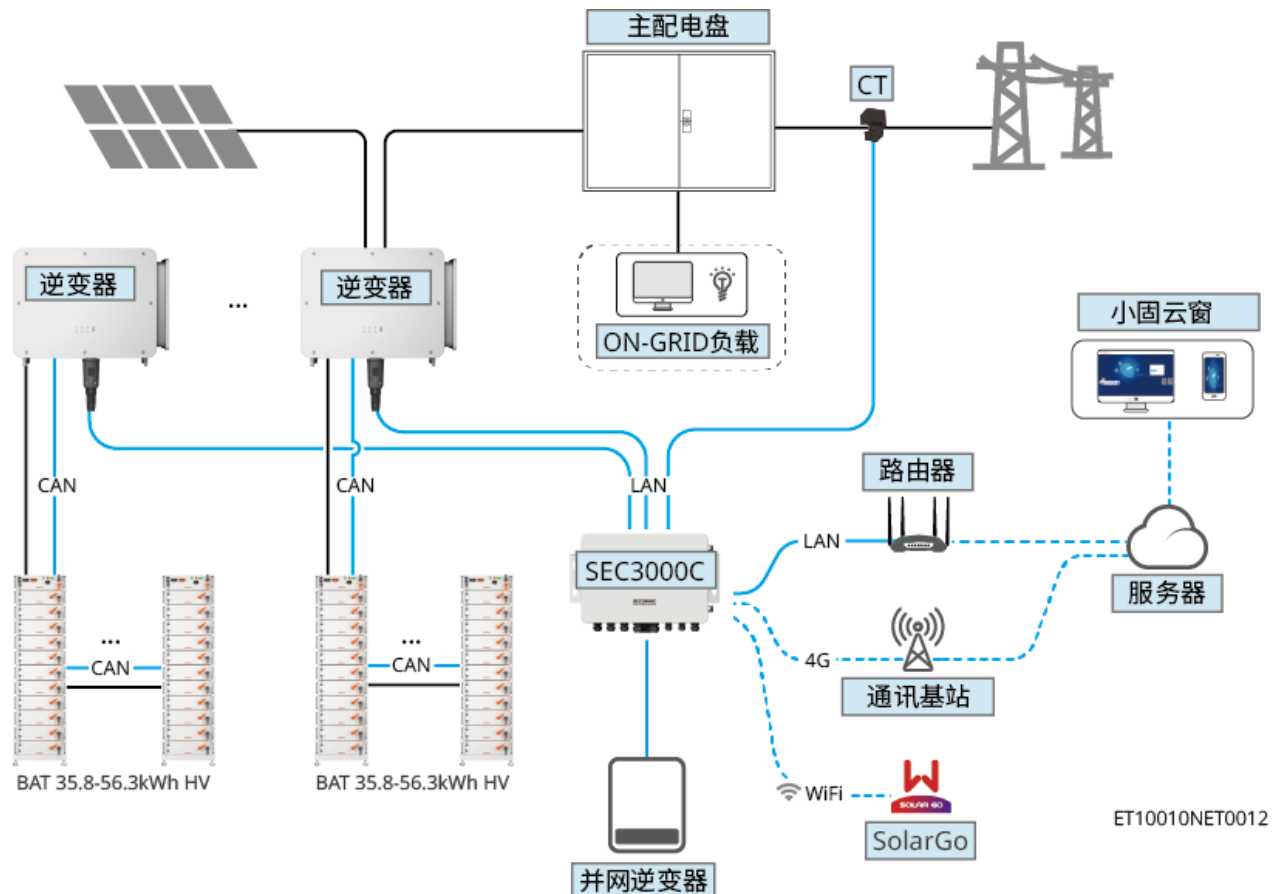 主配电盘
CT
逆变器
...
逆变器
ON-GRID负载
小固云窗
CAN
CAN
LAN
路由器
LAN
SEC3000C
服务器
...
CAN
...
CAN
4G
通讯基站
BAT 35.8-56.3kWh HV
BAT 35.8-56.3kWh HV
WiFi
SOLAR GO
SolarGo
ET10010NET0012
并网逆变器